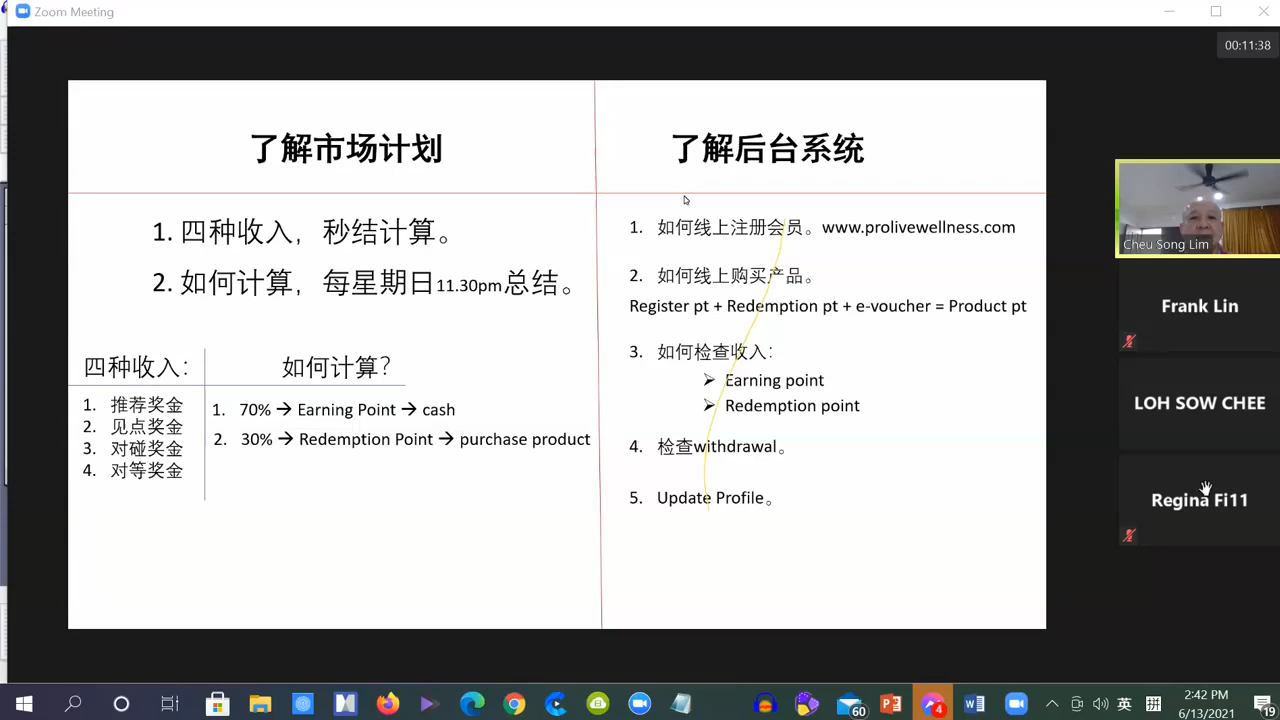 Zoom Meeting
00:11:38
了解市场计划
1. 四种收入，秒结计算。
2. 如何计算，每星期日11.30pm总结。
四种收入：
如何计算？
1. 推荐奖金
2. 见点奖金
3. 对碰奖金
4. 对等奖金
1. 70% → Earning Point → cash
2. 30% → Redemption Point → purchase product
了解后台系统
1. 如何线上注册会员。www.prolivewellness.com
2. 如何线上购买产品。
Register pt + Redemption pt + e-voucher = Product pt
3. 如何检查收入：
➢ Earning point
➢ Redemption point
4. 检查withdrawal。
5. Update Profile。
Cheu Song Lim
Frank Lin
LOH SOW CHEE
Regina Fi11
60
4
英
拼
2:42 PM
6/13/2021
19